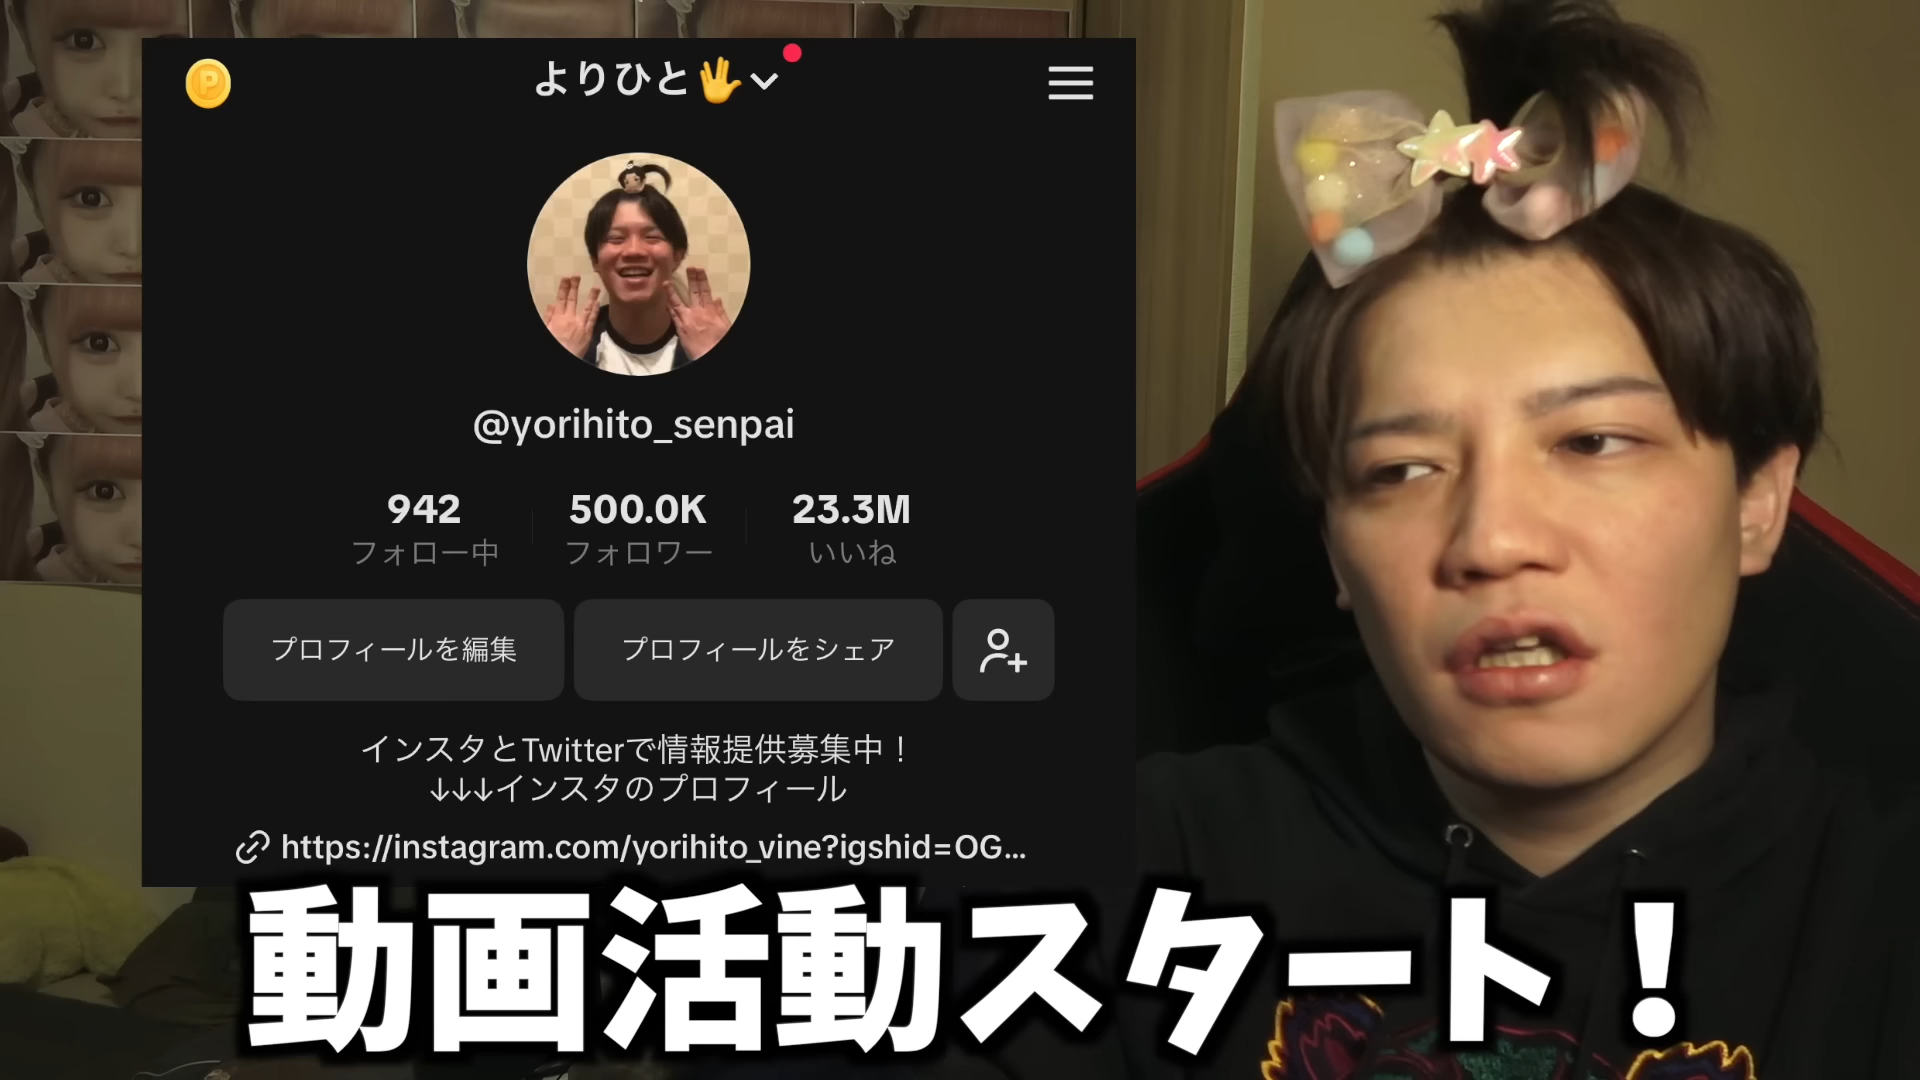 P
よりひと🖖
@yorihito_senpai
942 500.0K 23.3M
フォロー中 フォロワー いいね
プロフィールを編集 プロフィールをシェア
インスタとTwitterで情報提供募集中！
↓↓↓インスタのプロフィール
https://instagram.com/yorihito_vine?igshid=OG...
動画活動スタート！